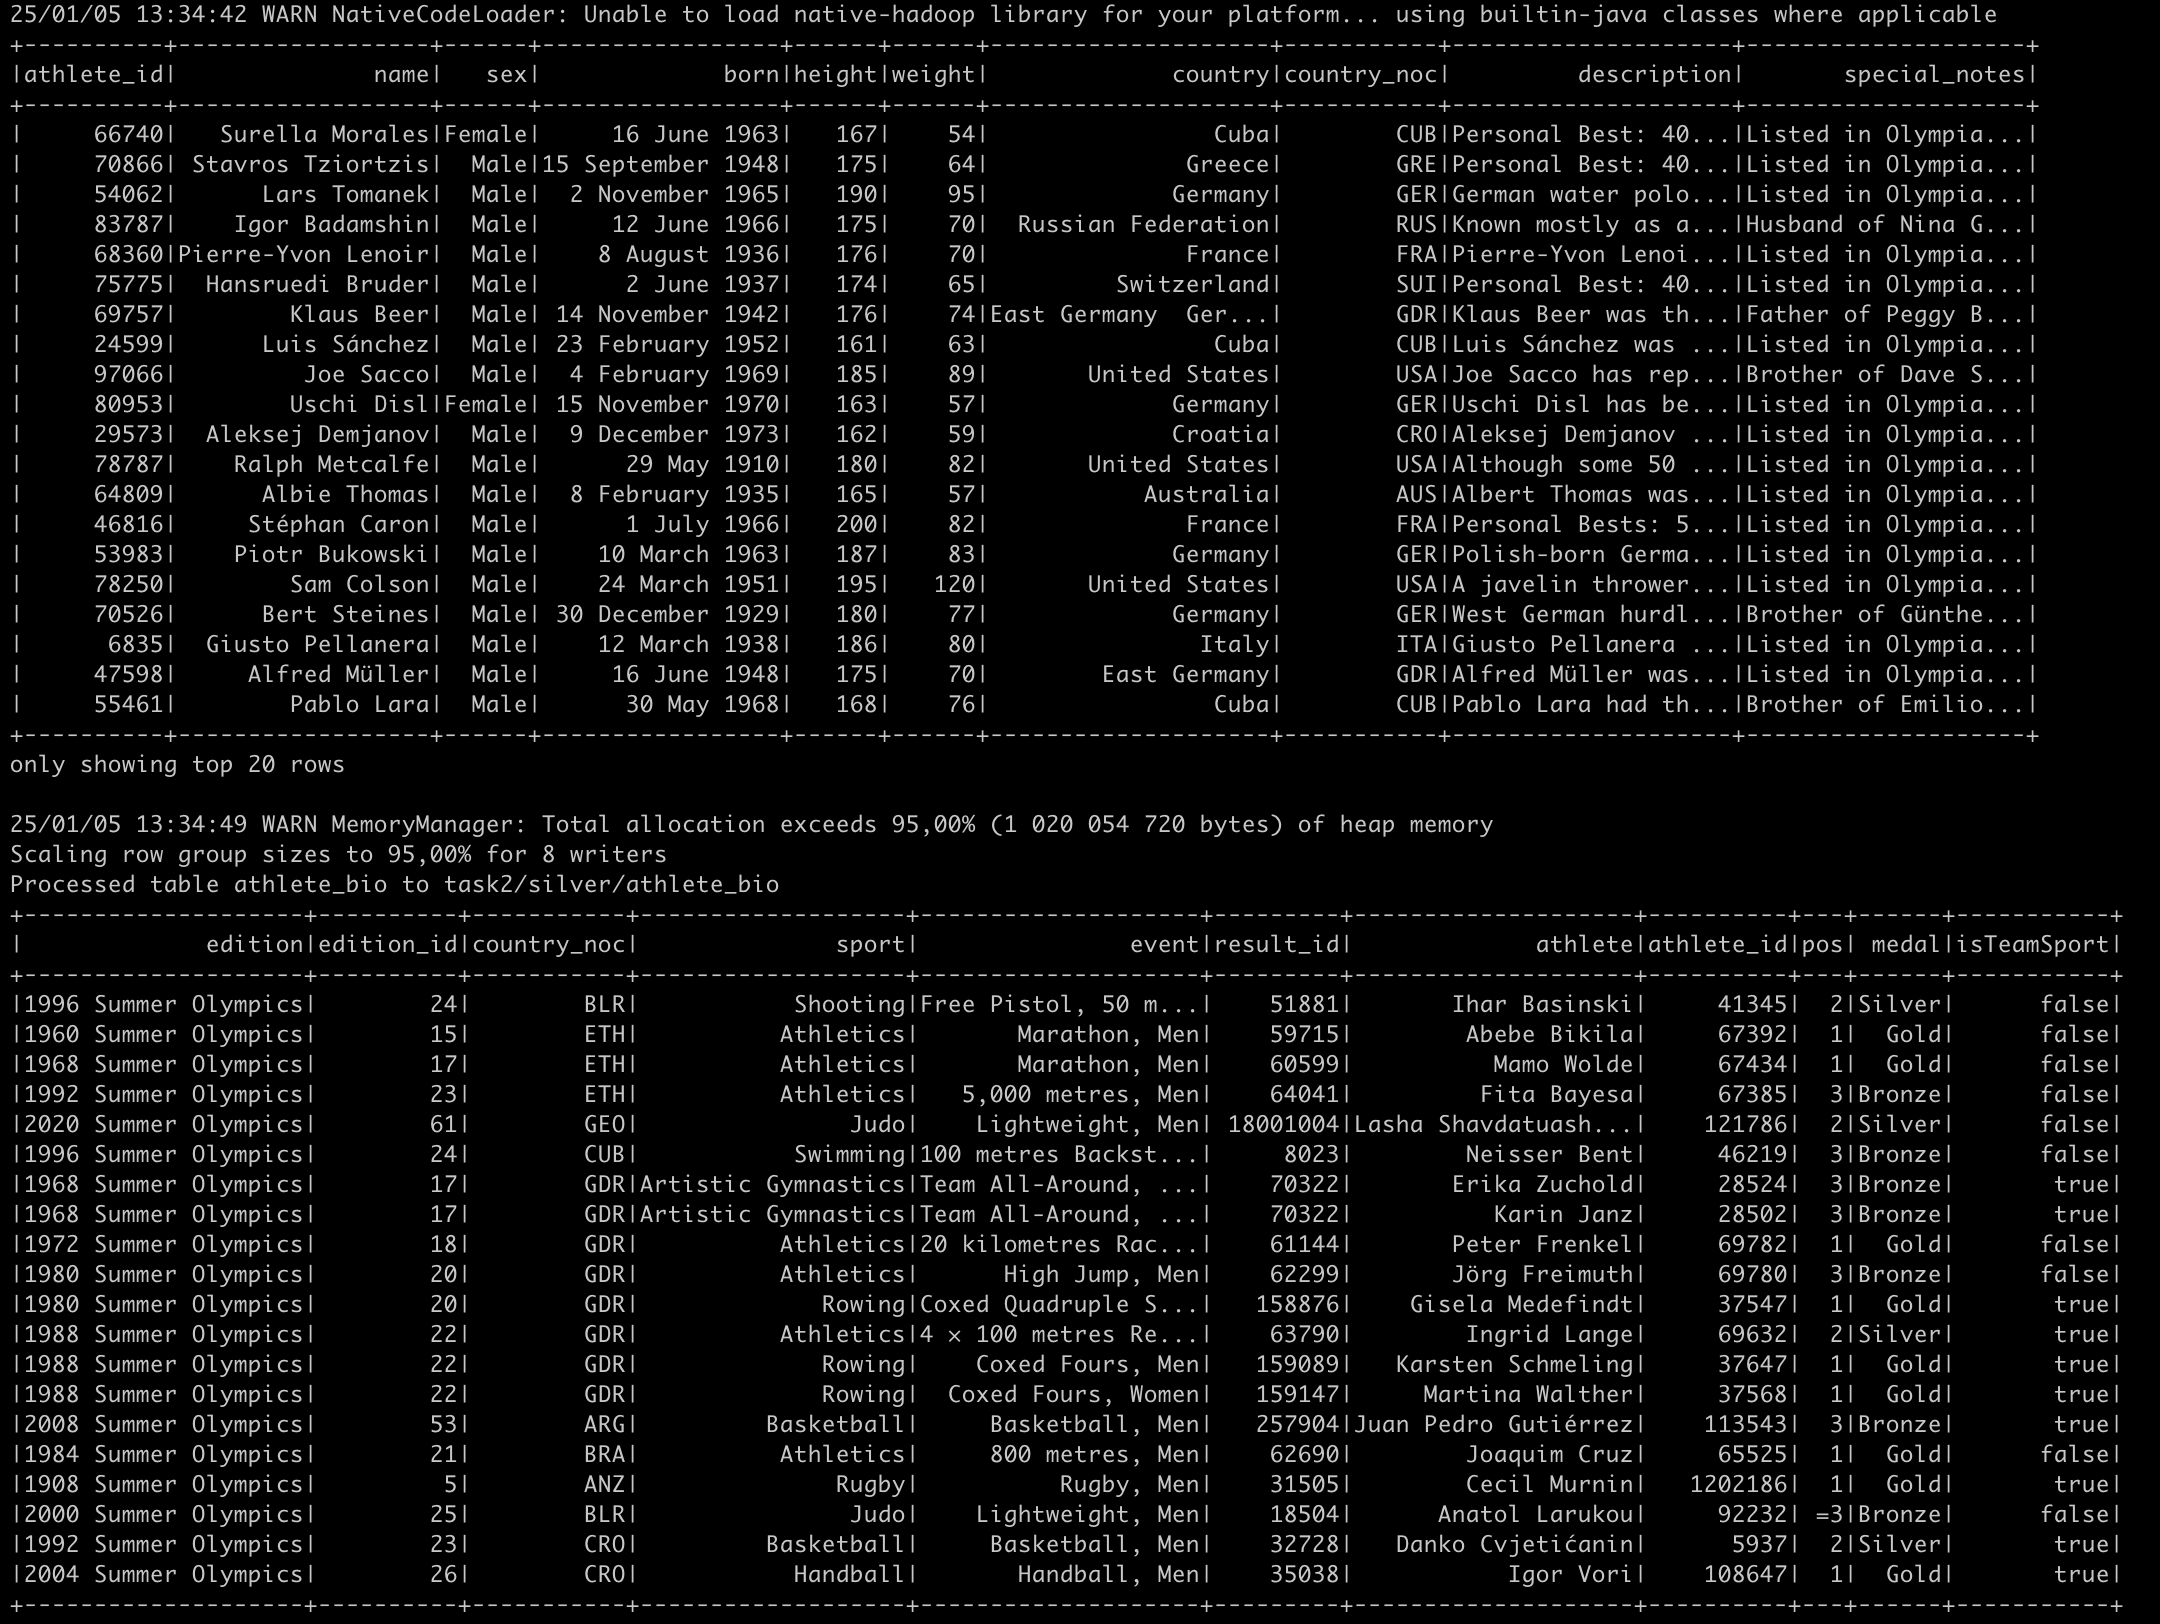 25/01/05 13:34:42 WARN NativeCodeLoader: Unable to load native-hadoop library for your platform... using builtin-java classes where applicable
+----------+------------------+------+-----------------+------+------+--------------------+-----------+--------------------+--------------------+
|athlete_id|              name|   sex|             born|height|weight|             country|country_noc|         description|       special_notes|
+----------+------------------+------+-----------------+------+------+--------------------+-----------+--------------------+--------------------+
|     66740|   Surella Morales|Female|     16 June 1963|   167|    54|                Cuba|        CUB|Personal Best: 40...|Listed in Olympia...|
|     70866| Stavros Tziortzis|  Male|15 September 1948|   175|    64|              Greece|        GRE|Personal Best: 40...|Listed in Olympia...|
|     54062|      Lars Tomanek|  Male|  2 November 1965|   190|    95|             Germany|        GER|German water polo...|Listed in Olympia...|
|     83787|    Igor Badamshin|  Male|     12 June 1966|   175|    70|  Russian Federation|        RUS|Known mostly as a...|Husband of Nina G...|
|     68360|Pierre-Yvon Lenoir|  Male|    8 August 1936|   176|    70|              France|        FRA|Pierre-Yvon Lenoi...|Listed in Olympia...|
|     75775|  Hansruedi Bruder|  Male|      2 June 1937|   174|    65|         Switzerland|        SUI|Personal Best: 40...|Listed in Olympia...|
|     69757|        Klaus Beer|  Male| 14 November 1942|   176|    74|East Germany  Ger...|        GDR|Klaus Beer was th...|Father of Peggy B...|
|     24599|      Luis Sánchez|  Male| 23 February 1952|   161|    63|                Cuba|        CUB|Luis Sánchez was ...|Listed in Olympia...|
|     97066|         Joe Sacco|  Male|  4 February 1969|   185|    89|       United States|        USA|Joe Sacco has rep...|Brother of Dave S...|
|     80953|        Uschi Disl|Female| 15 November 1970|   163|    57|             Germany|        GER|Uschi Disl has be...|Listed in Olympia...|
|     29573|  Aleksej Demjanov|  Male|  9 December 1973|   162|    59|             Croatia|        CRO|Aleksej Demjanov ...|Listed in Olympia...|
|     78787|    Ralph Metcalfe|  Male|      29 May 1910|   180|    82|       United States|        USA|Although some 50 ...|Listed in Olympia...|
|     64809|      Albie Thomas|  Male|  8 February 1935|   165|    57|           Australia|        AUS|Albert Thomas was...|Listed in Olympia...|
|     46816|     Stéphan Caron|  Male|      1 July 1966|   200|    82|              France|        FRA|Personal Bests: 5...|Listed in Olympia...|
|     53983|    Piotr Bukowski|  Male|    10 March 1963|   187|    83|             Germany|        GER|Polish-born Germa...|Listed in Olympia...|
|     78250|        Sam Colson|  Male|    24 March 1951|   195|   120|       United States|        USA|A javelin thrower...|Listed in Olympia...|
|     70526|      Bert Steines|  Male| 30 December 1929|   180|    77|             Germany|        GER|West German hurdl...|Brother of Günthe...|
|      6835|  Giusto Pellanera|  Male|    12 March 1938|   186|    80|               Italy|        ITA|Giusto Pellanera ...|Listed in Olympia...|
|     47598|     Alfred Müller|  Male|     16 June 1948|   175|    70|        East Germany|        GDR|Alfred Müller was...|Listed in Olympia...|
|     55461|        Pablo Lara|  Male|      30 May 1968|   168|    76|                Cuba|        CUB|Pablo Lara had th...|Brother of Emilio...|
+----------+------------------+------+-----------------+------+------+--------------------+-----------+--------------------+--------------------+
only showing top 20 rows
25/01/05 13:34:49 WARN MemoryManager: Total allocation exceeds 95,00% (1 020 054 720 bytes) of heap memory
Scaling row group sizes to 95,00% for 8 writers
Processed table athlete_bio to task2/silver/athlete_bio
+--------------------+----------+-----------+-------------------+--------------------+---------+--------------------+----------+---+------+-----------+
|             edition|edition_id|country_noc|              sport|               event|result_id|             athlete|athlete_id|pos| medal|isTeamSport|
+--------------------+----------+-----------+-------------------+--------------------+---------+--------------------+----------+---+------+-----------+
|1996 Summer Olympics|        24|        BLR|           Shooting|Free Pistol, 50 m...|    51881|       Ihar Basinski|     41345|  2|Silver|      false|
|1960 Summer Olympics|        15|        ETH|          Athletics|       Marathon, Men|    59715|        Abebe Bikila|     67392|  1|  Gold|      false|
|1968 Summer Olympics|        17|        ETH|          Athletics|       Marathon, Men|    60599|          Mamo Wolde|     67434|  1|  Gold|      false|
|1992 Summer Olympics|        23|        ETH|          Athletics|   5,000 metres, Men|    64041|         Fita Bayesa|     67385|  3|Bronze|      false|
|2020 Summer Olympics|        61|        GEO|               Judo|    Lightweight, Men| 18001004|Lasha Shavdatuash...|    121786|  2|Silver|      false|
|1996 Summer Olympics|        24|        CUB|           Swimming|100 metres Backst...|     8023|        Neisser Bent|     46219|  3|Bronze|      false|
|1968 Summer Olympics|        17|        GDR|Artistic Gymnastics|Team All-Around, ...|    70322|       Erika Zuchold|     28524|  3|Bronze|       true|
|1968 Summer Olympics|        17|        GDR|Artistic Gymnastics|Team All-Around, ...|    70322|          Karin Janz|     28502|  3|Bronze|       true|
|1972 Summer Olympics|        18|        GDR|          Athletics|20 kilometres Rac...|    61144|       Peter Frenkel|     69782|  1|  Gold|      false|
|1980 Summer Olympics|        20|        GDR|          Athletics|      High Jump, Men|    62299|       Jörg Freimuth|     69780|  3|Bronze|      false|
|1980 Summer Olympics|        20|        GDR|             Rowing|Coxed Quadruple S...|   158876|    Gisela Medefindt|     37547|  1|  Gold|       true|
|1988 Summer Olympics|        22|        GDR|          Athletics|4 × 100 metres Re...|    63790|        Ingrid Lange|     69632|  2|Silver|       true|
|1988 Summer Olympics|        22|        GDR|             Rowing|    Coxed Fours, Men|   159089|   Karsten Schmeling|     37647|  1|  Gold|       true|
|1988 Summer Olympics|        22|        GDR|             Rowing|  Coxed Fours, Women|   159147|     Martina Walther|     37568|  1|  Gold|       true|
|2008 Summer Olympics|        53|        ARG|         Basketball|     Basketball, Men|   257904|Juan Pedro Gutiérrez|    113543|  3|Bronze|       true|
|1984 Summer Olympics|        21|        BRA|          Athletics|     800 metres, Men|    62690|        Joaquim Cruz|     65525|  1|  Gold|      false|
|1908 Summer Olympics|         5|        ANZ|              Rugby|          Rugby, Men|    31505|        Cecil Murnin|   1202186|  1|  Gold|       true|
|2000 Summer Olympics|        25|        BLR|               Judo|    Lightweight, Men|    18504|      Anatol Larukou|     92232| =3|Bronze|      false|
|1992 Summer Olympics|        23|        CRO|         Basketball|     Basketball, Men|    32728|   Danko Cvjetićanin|      5937|  2|Silver|       true|
|2004 Summer Olympics|        26|        CRO|           Handball|       Handball, Men|    35038|           Igor Vori|    108647|  1|  Gold|       true|
+--------------------+----------+-----------+-------------------+--------------------+---------+--------------------+----------+---+------+-----------+